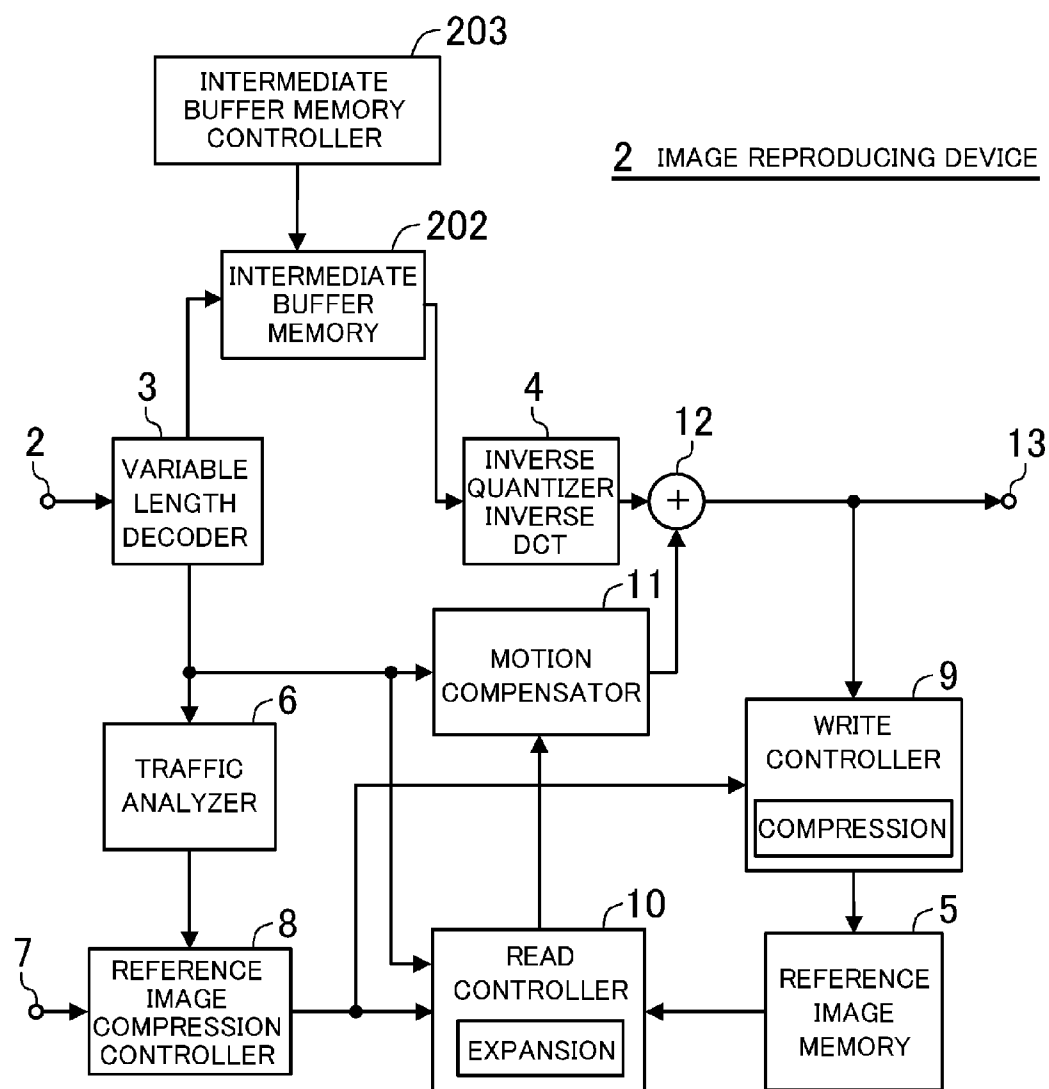 203
INTERMEDIATE
BUFFER MEMORY
CONTROLLER
2 IMAGE REPRODUCING DEVICE
202
INTERMEDIATE
BUFFER
MEMORY
3
VARIABLE
LENGTH
DECODER
2
4
INVERSE
QUANTIZER
INVERSE
DCT
12
+
13
11
MOTION
COMPENSATOR
6
TRAFFIC
ANALYZER
9
WRITE
CONTROLLER
COMPRESSION
7
8
REFERENCE
IMAGE
COMPRESSION
CONTROLLER
10
READ
CONTROLLER
EXPANSION
5
REFERENCE
IMAGE
MEMORY